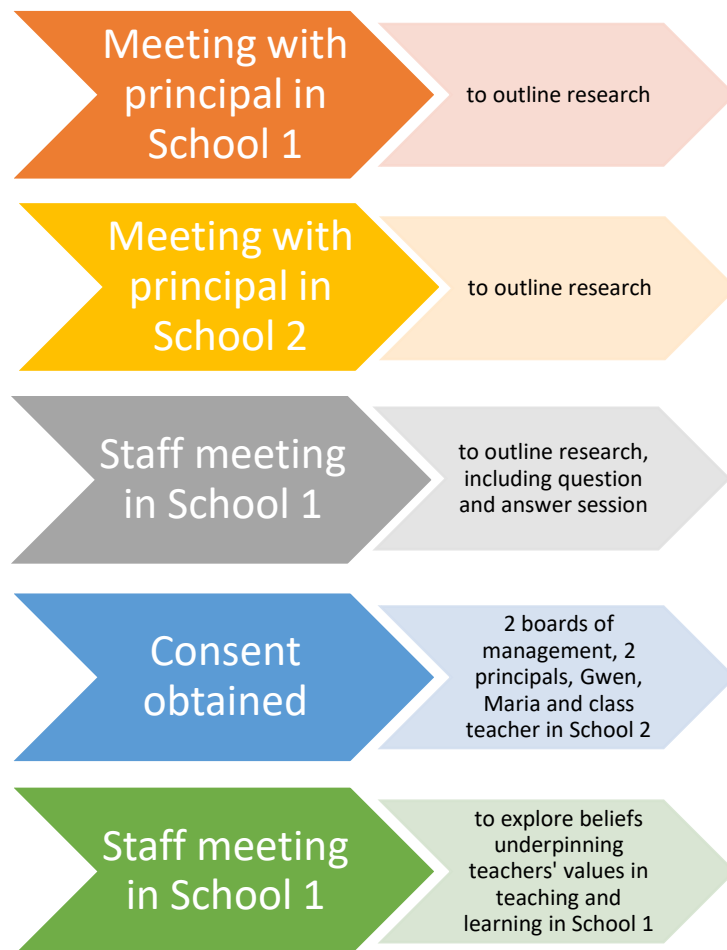 Meeting with
principal in
School 1
to outline research
Meeting with
principal in
School 2
to outline research
Staff meeting
in School 1
to outline research,
including question
and answer session
Consent
obtained
2 boards of
management, 2
principals, Gwen,
Maria and class
teacher in School 2
Staff meeting
in School 1
to explore beliefs
underpinning
teachers' values in
teaching and
learning in School 1